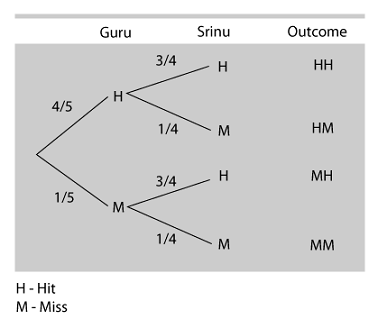 Guru Srinu Outcome
3/4
H HH
4/5
H
1/4
M HM
3/4
H MH
1/5
M
1/4
M MM
H - Hit
M - Miss